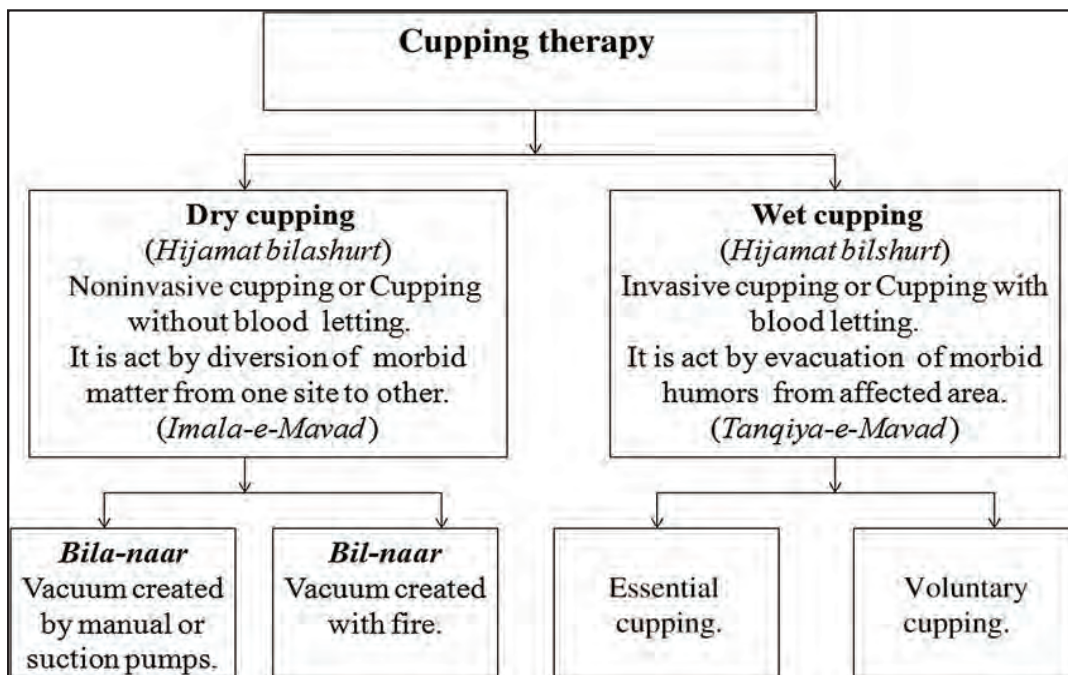 Cupping therapy
Dry cupping
(Hijamat bilashurt)
Noninvasive cupping or Cupping
without blood letting.
It is act by diversion of morbid
matter from one site to other.
(Imala-e-Mavad)
Wet cupping
(Hijamat bilshurt)
Invasive cupping or Cupping with
blood letting.
It is act by evacuation of morbid
humors from affected area.
(Tanqiya-e-Mavad)
Bila-naar
Vacuum created
by manual or
suction pumps.
Bil-naar
Vacuum created
with fire.
Essential
cupping.
Voluntary
cupping.